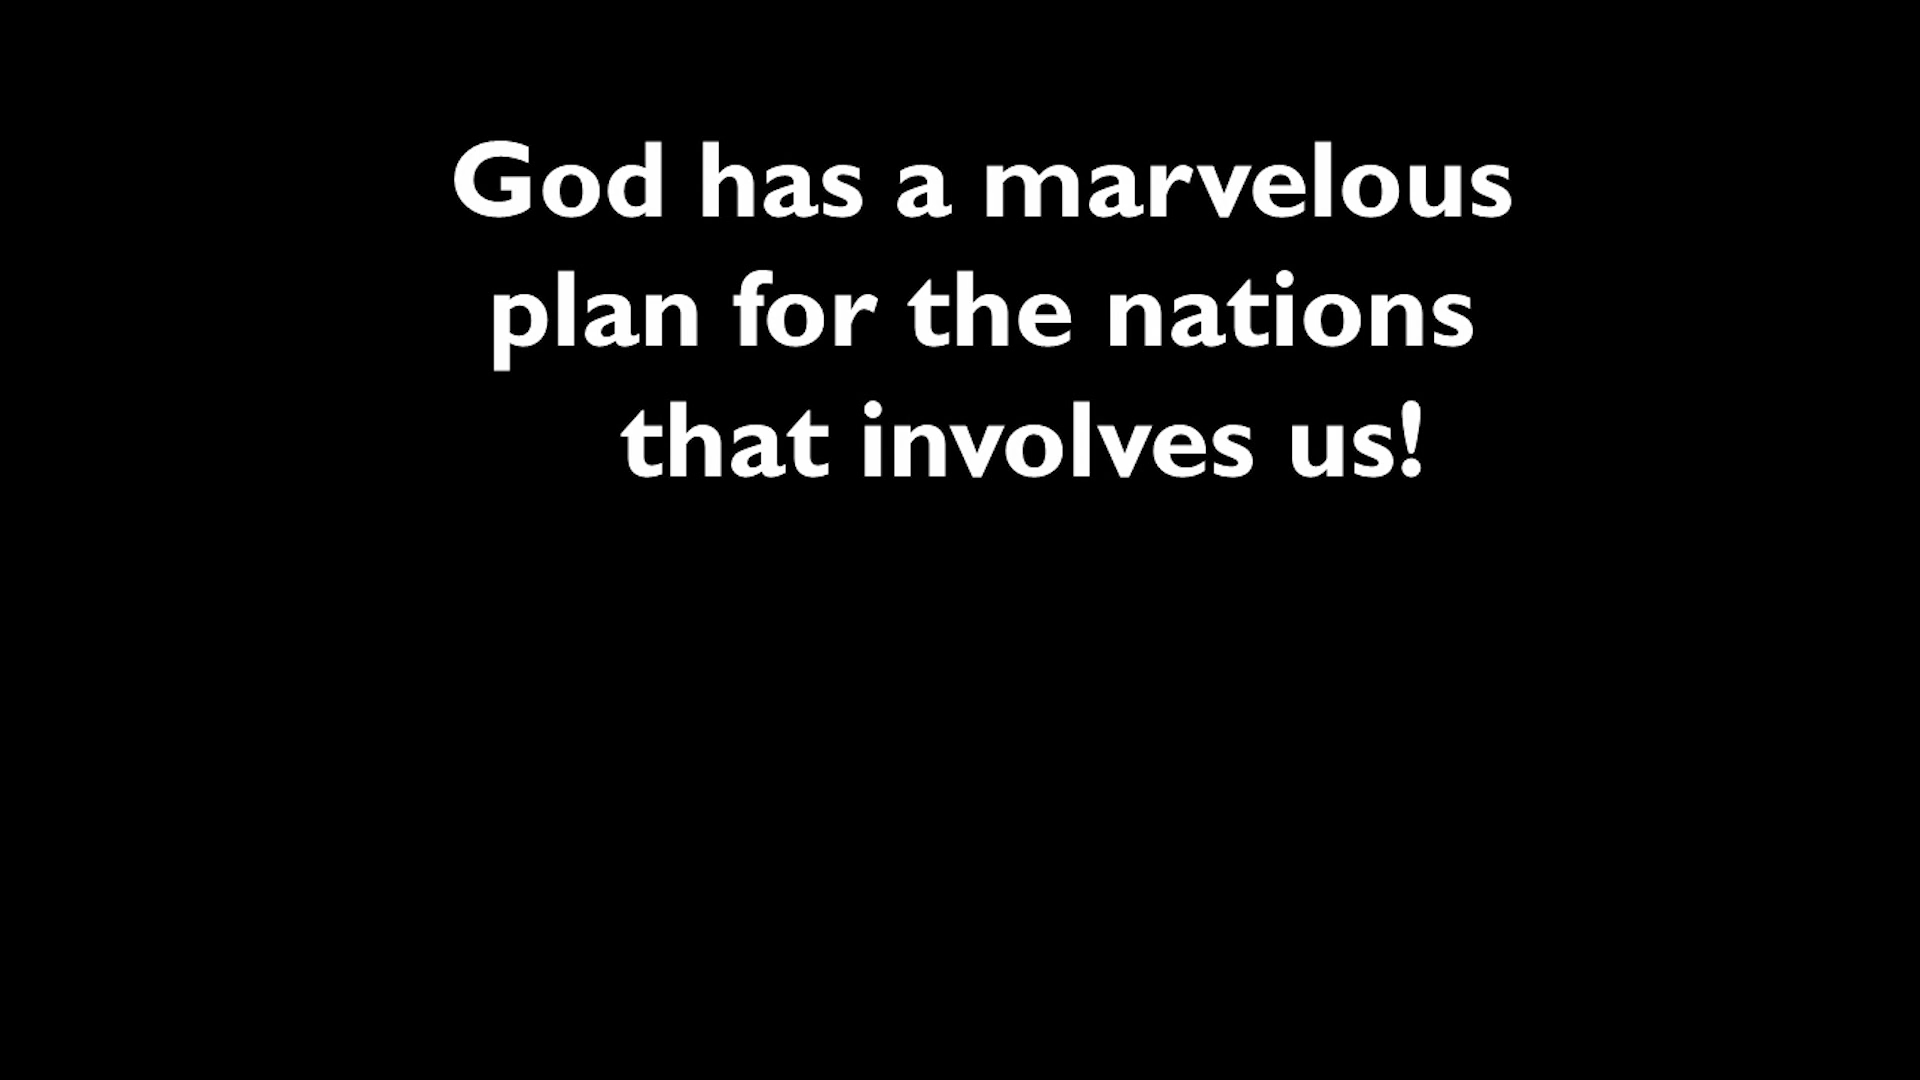 God has a marvelous
plan for the nations
that involves us!